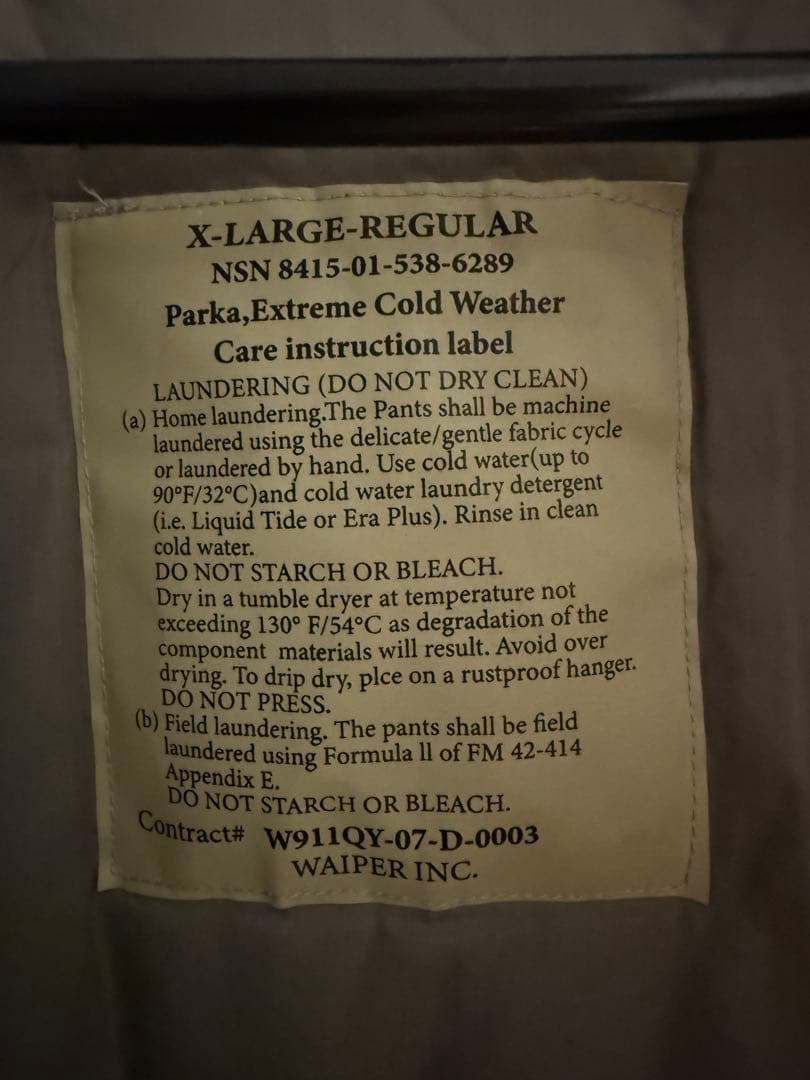 X-LARGE-REGULAR
NSN 8415-01-538-6289
Parka,Extreme Cold Weather
Care instruction label
LAUNDERING (DO NOT DRY CLEAN)
(a) Home laundering.The Pants shall be machine
laundered using the delicate/gentle fabric cycle
or laundered by hand. Use cold water(up to
90°F/32°C)and cold water laundry detergent
(i.e. Liquid Tide or Era Plus). Rinse in clean
cold water.
DO NOT STARCH OR BLEACH.
Dry in a tumble dryer at temperature not
exceeding 130° F/54°C as degradation of the
component materials will result. Avoid over
drying. To drip dry, plce on a rustproof hanger.
DO NOT PRESS.
(b) Field laundering. The pants shall be field
laundered using Formula ll of FM 42-414
Appendix E.
DO NOT STARCH OR BLEACH.
Contract# W911QY-07-D-0003
WAIPER INC.